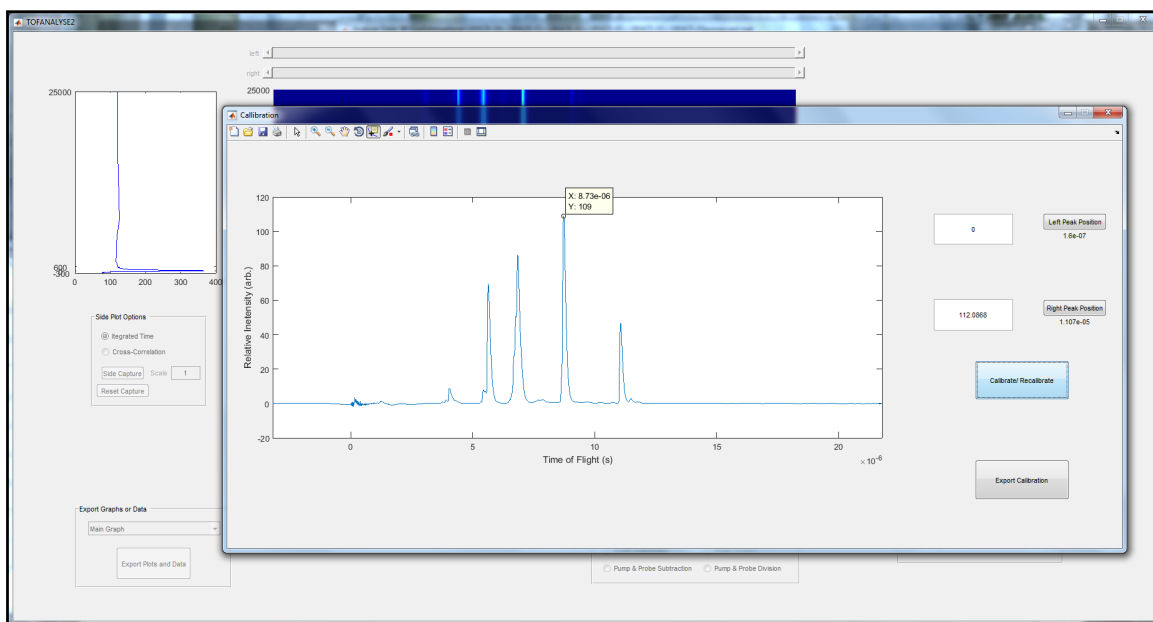 TOFANALYSE2
left
right
25000
25000
600
-300
0 100 200 300 400
Side Plot Options
Itegrated Time
Cross-Correlation
Side Capture Scale 1
Reset Capture
Export Graphs or Data
Main Graph
Export Plots and Data
Callibration
X: 8.73e-06
Y: 109
120
100
80
60
40
20
0
-20
Relative Inetensity (arb.)
0 5 10 15 20
× 10^-6
Time of Flight (s)
0
Left Peak Position
1.6e-07
112.0868
Right Peak Position
1.107e-05
Calibrate/ Recalibrate
Export Calibration
Pump & Probe Subtraction Pump & Probe Division